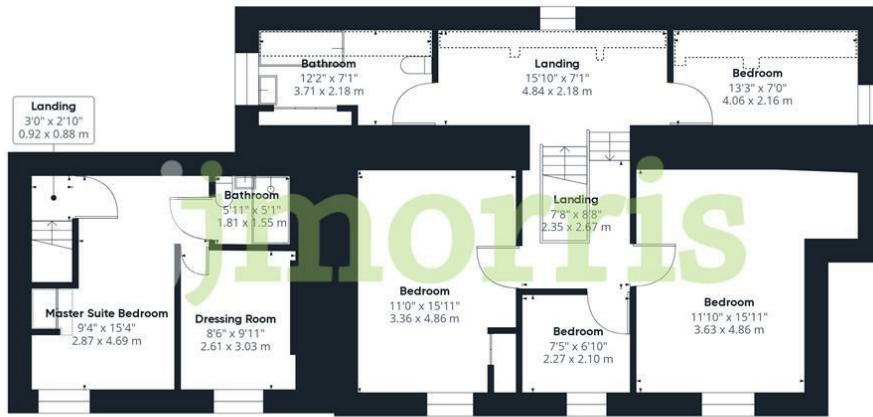 Bathroom
12'2" x 7'1"
3.71 x 2.18 m
Landing
15'10" x 7'1"
4.84 x 2.18 m
Bedroom
13'3" x 7'0"
4.06 x 2.16 m
Landing
3'0" x 2'10"
0.92 x 0.88 m
Bathroom
5'11" x 5'1"
1.81 x 1.55 m
Landing
7'8" x 8'8"
2.35 x 2.67 m
jjmorris
Master Suite Bedroom
9'4" x 15'4"
2.87 x 4.69 m
Dressing Room
8'6" x 9'11"
2.61 x 3.03 m
Bedroom
11'0" x 15'11"
3.36 x 4.86 m
Bedroom
7'5" x 6'10"
2.27 x 2.10 m
Bedroom
11'10" x 15'11"
3.63 x 4.86 m